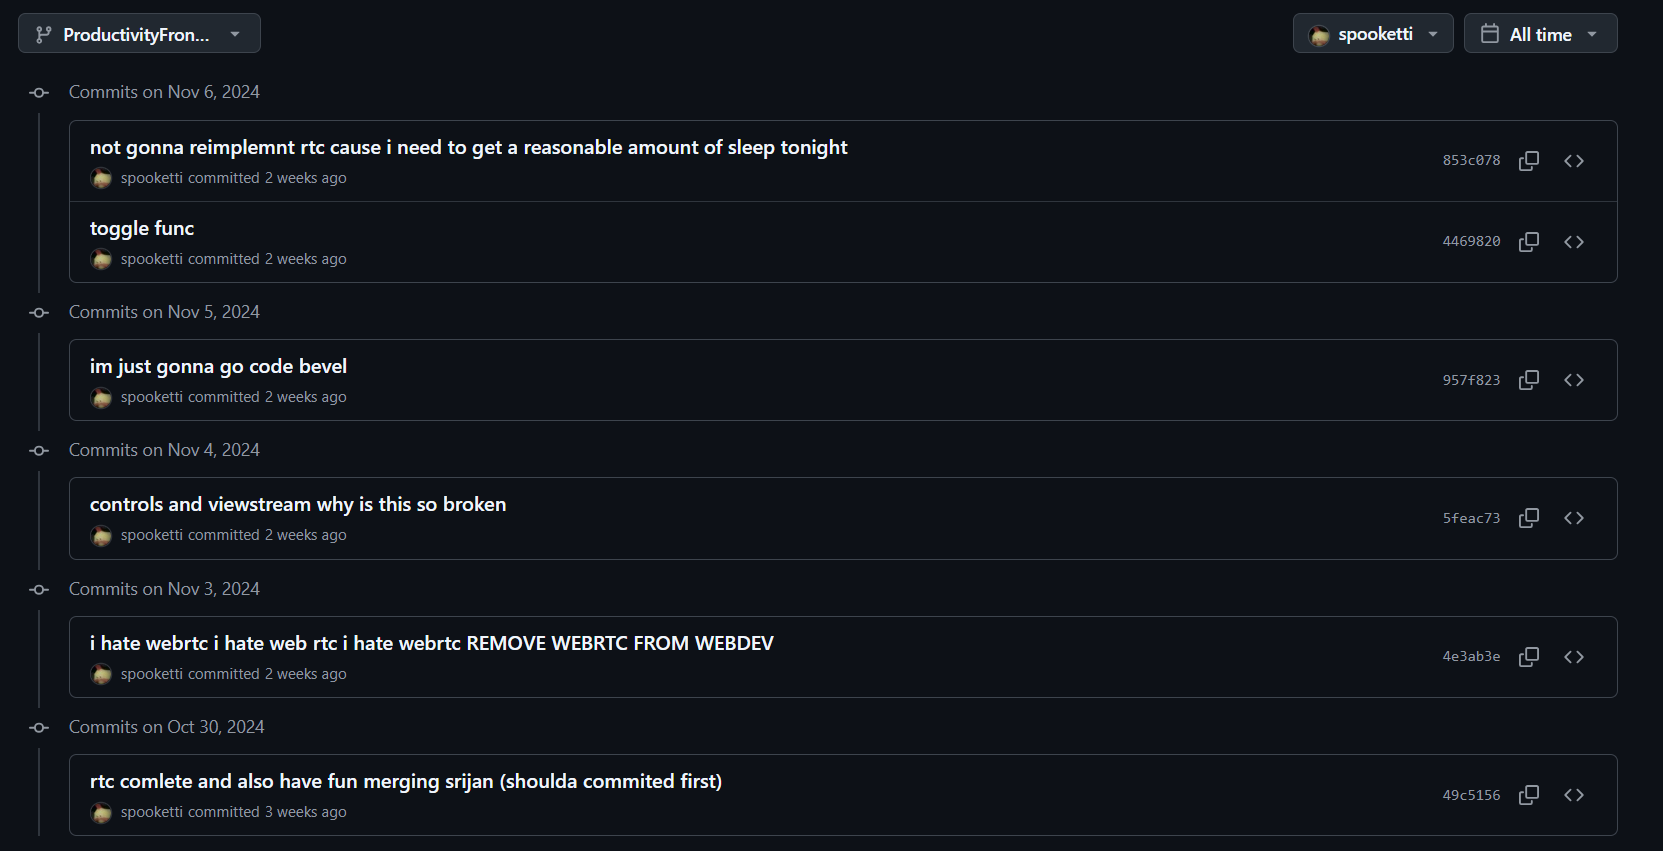 ProductivityFron...
spooketti
All time
Commits on Nov 6, 2024
not gonna reimplemnt rtc cause i need to get a reasonable amount of sleep tonight
spooketti committed 2 weeks ago
853c078
toggle func
spooketti committed 2 weeks ago
4469820
Commits on Nov 5, 2024
im just gonna go code bevel
spooketti committed 2 weeks ago
957f823
Commits on Nov 4, 2024
controls and viewstream why is this so broken
spooketti committed 2 weeks ago
5feac73
Commits on Nov 3, 2024
i hate webrtc i hate web rtc i hate webrtc REMOVE WEBRTC FROM WEBDEV
spooketti committed 2 weeks ago
4e3ab3e
Commits on Oct 30, 2024
rtc comlete and also have fun merging srijan (shoulda commited first)
spooketti committed 3 weeks ago
49c5156